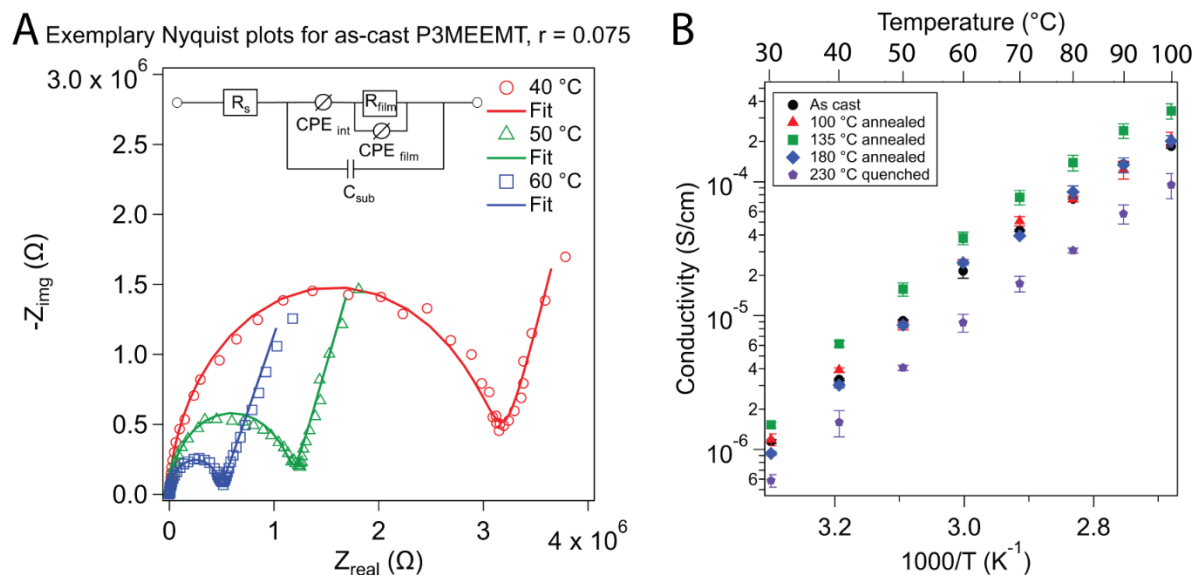 A Exemplary Nyquist plots for as-cast P3MEEMT, r = 0.075
3.0 x 10⁶
2.5
2.0
1.5
1.0
0.5
0.0
-Z_img (Ω)
R_s
CPE_int
R_film
CPE_film
C_sub
40 °C
Fit
50 °C
Fit
60 °C
Fit
0 1 2 3 4 x 10⁶
Z_real (Ω)
B
Temperature (°C)
30 40 50 60 70 80 90 100
As cast
100 °C annealed
135 °C annealed
180 °C annealed
230 °C quenched
Conductivity (S/cm)
4
2
10⁻⁴
6
4
2
10⁻⁵
6
4
2
10⁻⁶
6
3.2 3.0 2.8
1000/T (K⁻¹)